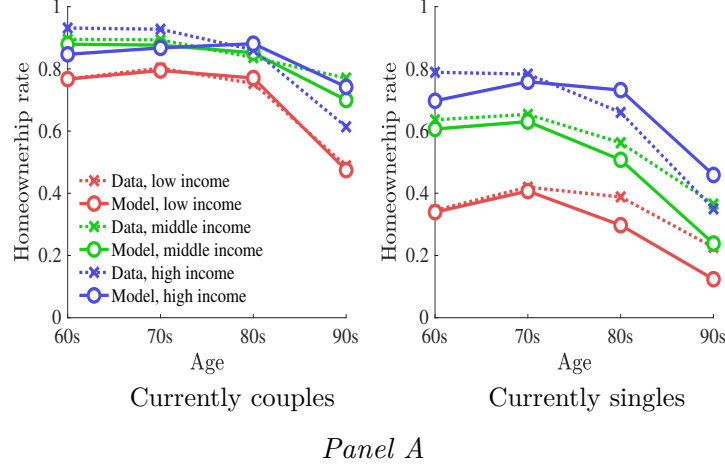 1
0.8
0.6
0.4
0.2
0
Homeownerhip rate
Data, low income
Model, low income
Data, middle income
Model, middle income
Data, high income
Model, high income
60s 70s 80s 90s
Age
Currently couples
1
0.8
0.6
0.4
0.2
0
Homeownerhip rate
60s 70s 80s 90s
Age
Currently singles
Panel A